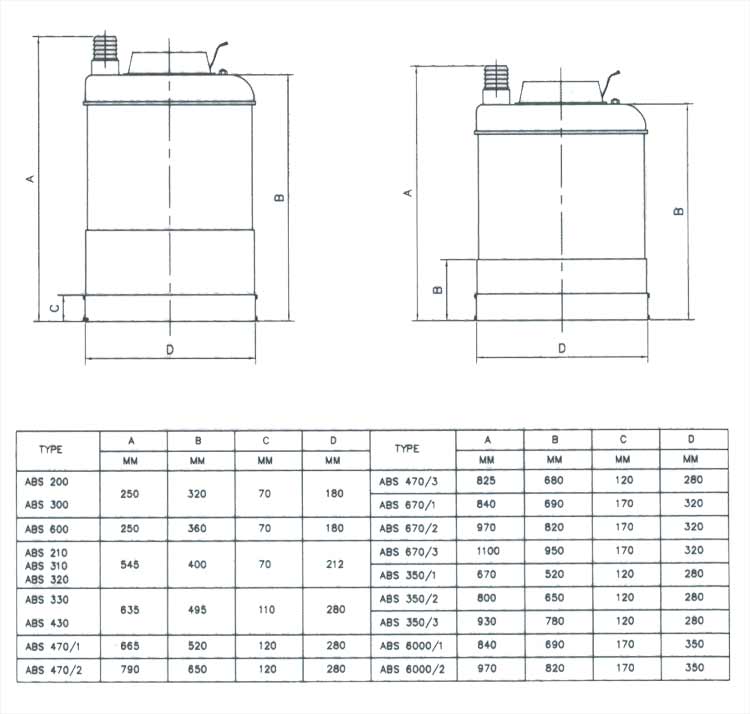 A
B
C
D
A
B
B
D
TYPE A B C D TYPE A B C D
MM MM MM MM MM MM MM MM
ABS 200 250 320 70 180 ABS 470/3 825 680 120 280
ABS 300 ABS 670/1 840 690 170 320
ABS 600 250 360 70 180 ABS 670/2 970 820 170 320
ABS 210 545 400 70 212 ABS 670/3 1100 950 170 320
ABS 310
ABS 320 ABS 350/1 670 520 120 280
ABS 330 635 495 110 280 ABS 350/2 800 650 120 280
ABS 430 ABS 350/3 930 780 120 280
ABS 470/1 665 520 120 280 ABS 6000/1 840 690 170 350
ABS 470/2 790 650 120 280 ABS 6000/2 970 820 170 350